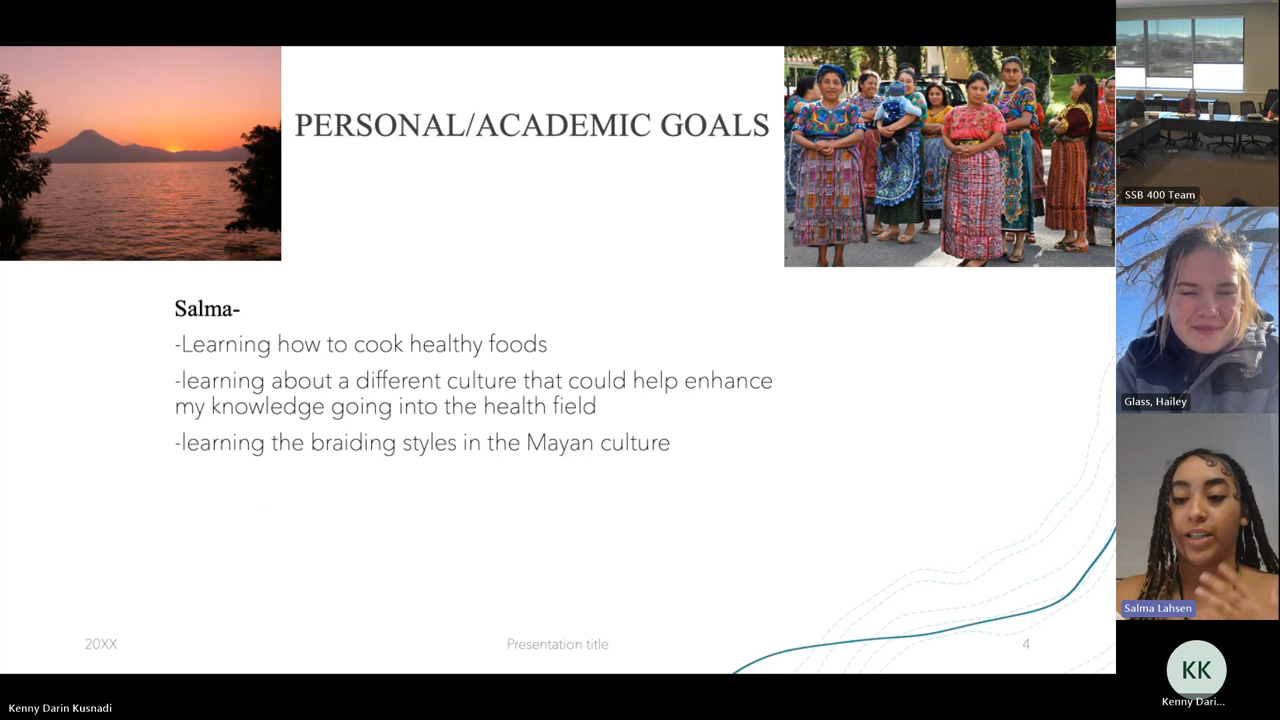 PERSONAL/ACADEMIC GOALS
Salma-
-Learning how to cook healthy foods
-learning about a different culture that could help enhance
my knowledge going into the health field
-learning the braiding styles in the Mayan culture
20XX
Presentation title
4
SSB 400 Team
Glass, Hailey
Salma Lahsen
KK
Kenny Dari...
Kenny Darin Kusnadi